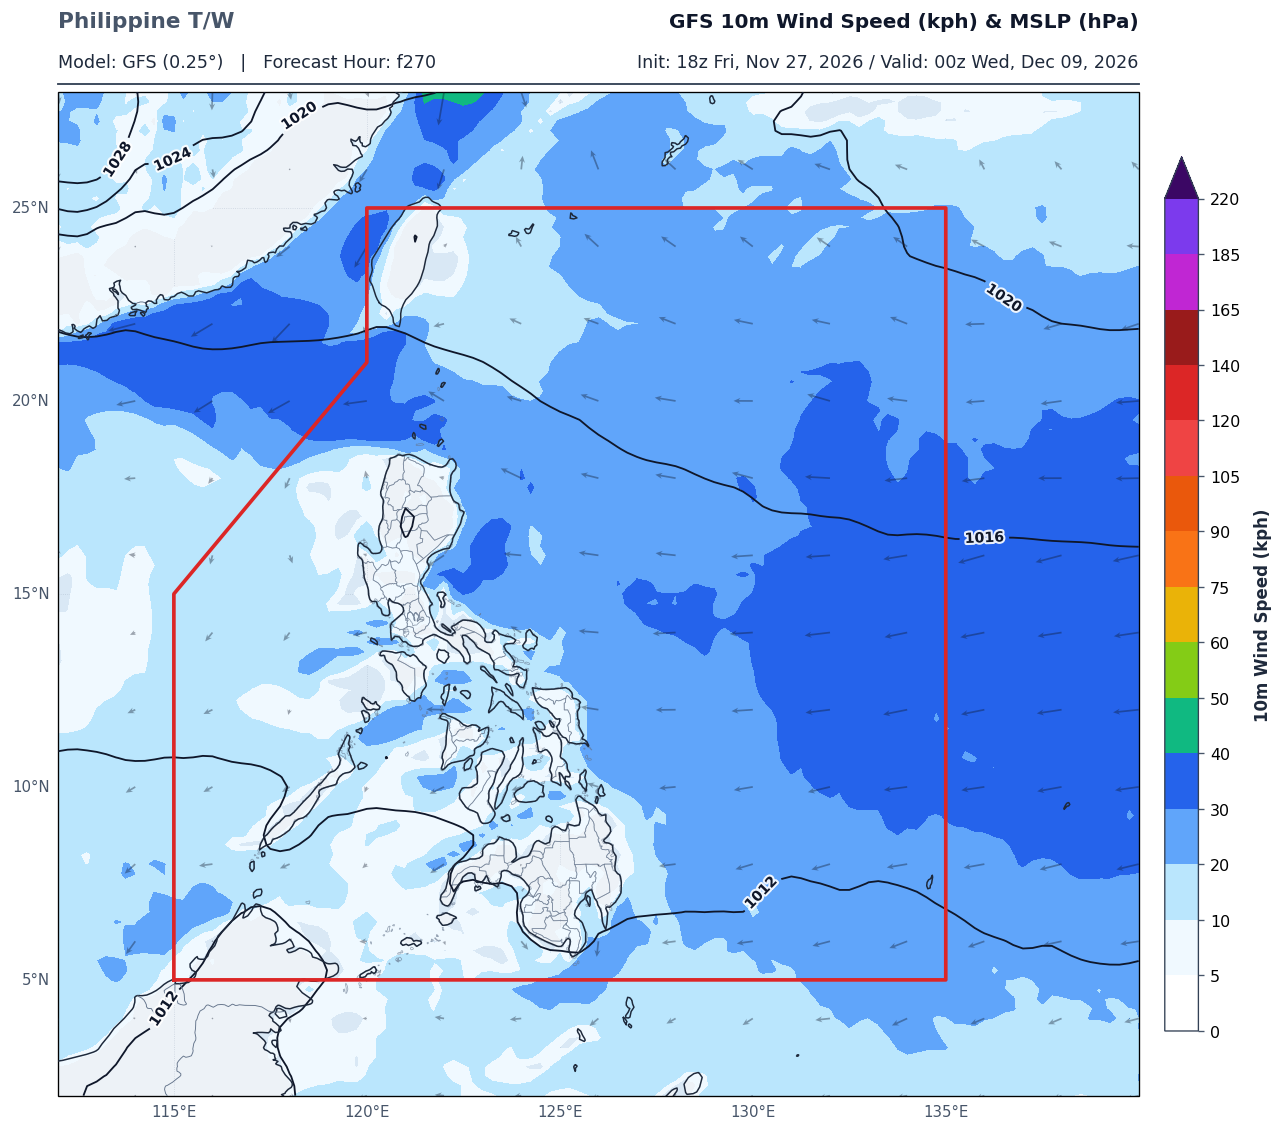 Philippine T/W
GFS 10m Wind Speed (kph) & MSLP (hPa)
Model: GFS (0.25°) | Forecast Hour: f270
Init: 18z Fri, Nov 27, 2026 / Valid: 00z Wed, Dec 09, 2026
1028
1024
1020
1020
1016
1012
1012
25°N
20°N
15°N
10°N
5°N
115°E
120°E
125°E
130°E
135°E
220
185
165
140
120
105
90
75
60
50
40
30
20
10
5
0
10m Wind Speed (kph)